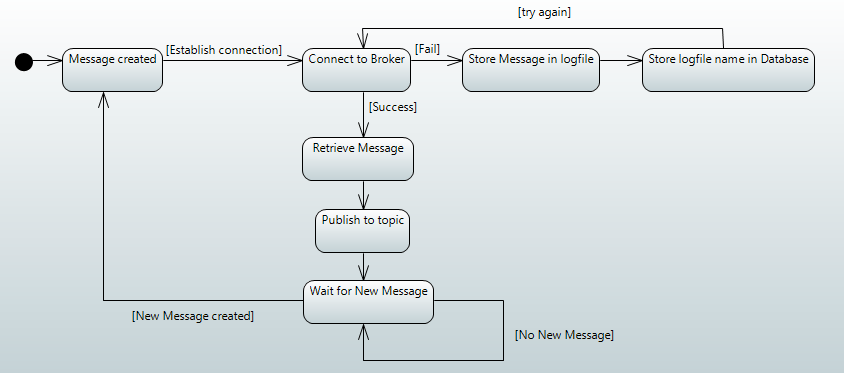 [try again]
Message created
[Establish connection]
Connect to Broker
[Fail]
Store Message in logfile
Store logfile name in Database
[Success]
Retrieve Message
Publish to topic
Wait for New Message
[New Message created]
[No New Message]